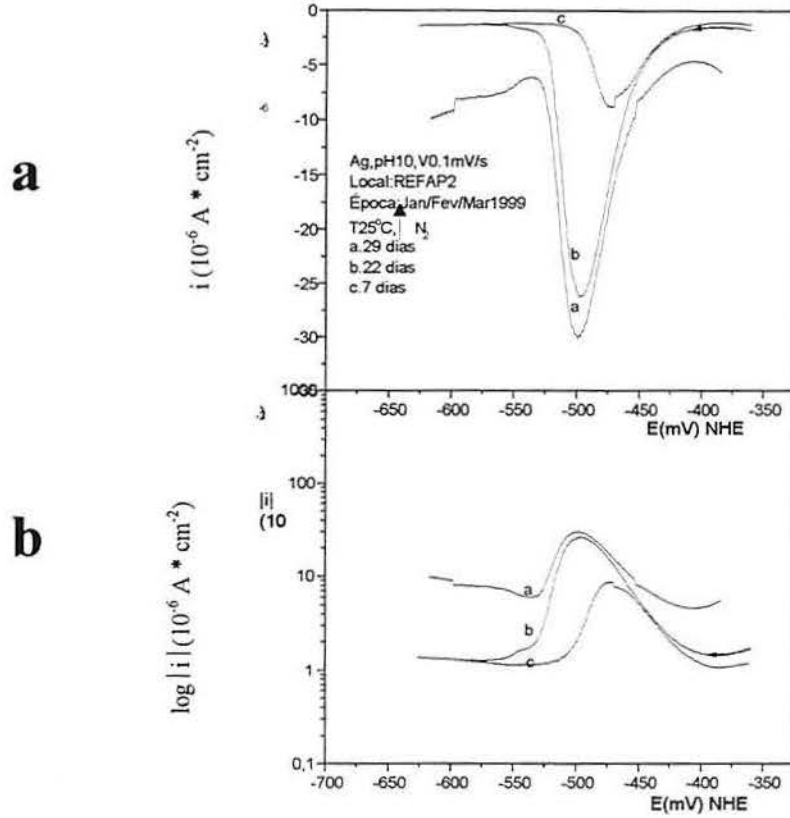 0
-5
-10
-15
-20
-25
-30
a
i (10⁻⁶ A * cm⁻²)
c
b
a
Ag,pH10,V0.1mV/s
Local:REFAP2
Época:Jan/Fev/Mar1999
T25°C, N₂
a.29 dias
b.22 dias
c.7 dias
-650 -600 -550 -500 -450 -400 -350
E(mV) NHE
b
log | i | (10⁻⁶ A * cm⁻²)
|i|
(10
100
10
1
0,1
a
b
c
-700 -650 -600 -550 -500 -450 -400 -350
E(mV) NHE